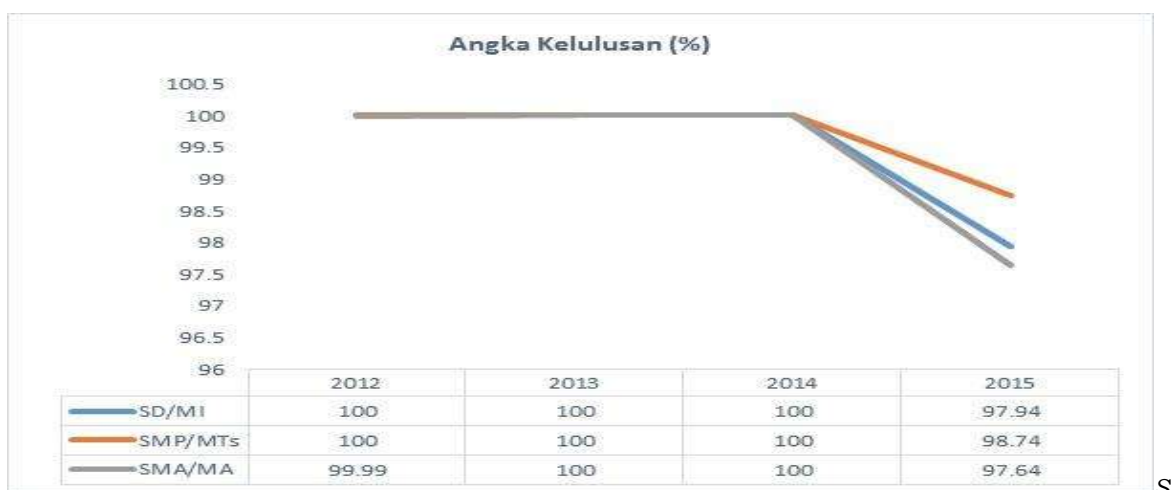 Angka Kelulusan (%)
100.5
100
99.5
99
98.5
98
97.5
97
96.5
96
2012 2013 2014 2015
SD/MI 100 100 100 97.94
SMP/MTs 100 100 100 98.74
SMA/MA 99.99 100 100 97.64
S